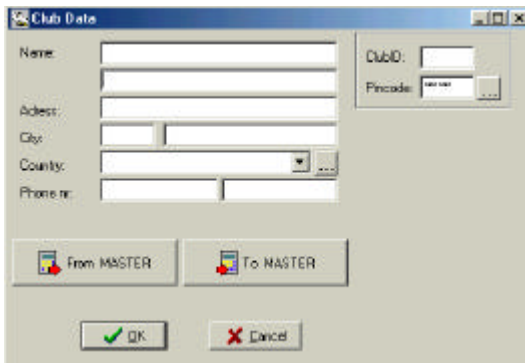 Club Data
Name:
ClubID:
Pincode: ******
...
Adress:
City:
Country:
...
Phone nr:
From MASTER
To MASTER
OK
Cancel